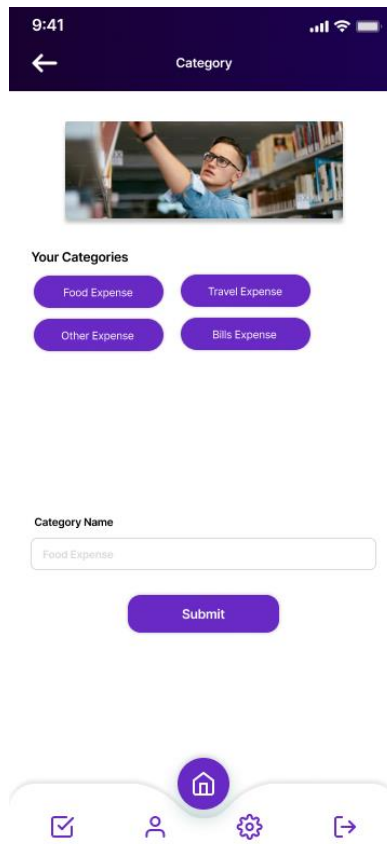 9:41
Category
Your Categories
Food Expense
Travel Expense
Other Expense
Bills Expense
Category Name
Food Expense
Submit